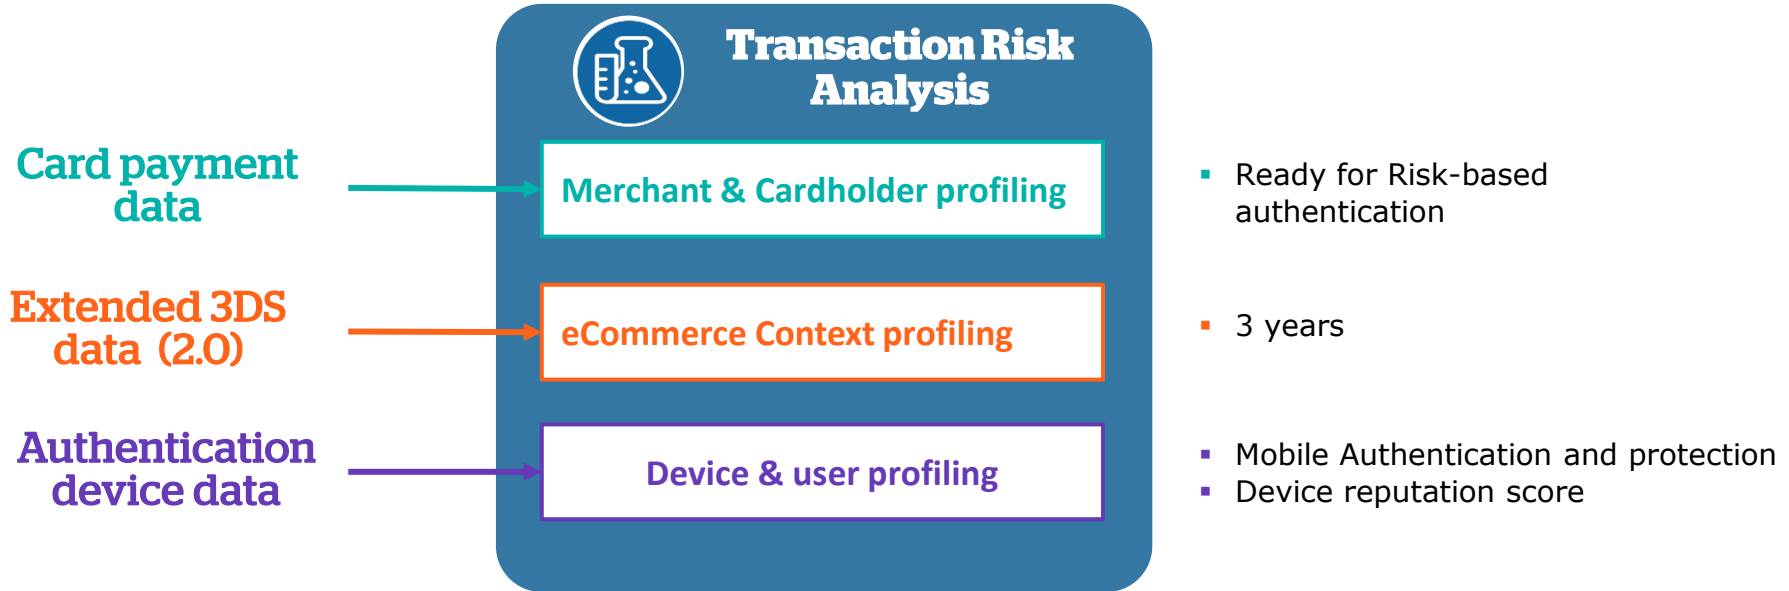 Transaction Risk
Analysis
Card payment
data
Merchant & Cardholder profiling
▪ Ready for Risk-based
authentication
Extended 3DS
data (2.0)
eCommerce Context profiling
▪ 3 years
Authentication
device data
Device & user profiling
▪ Mobile Authentication and protection
▪ Device reputation score